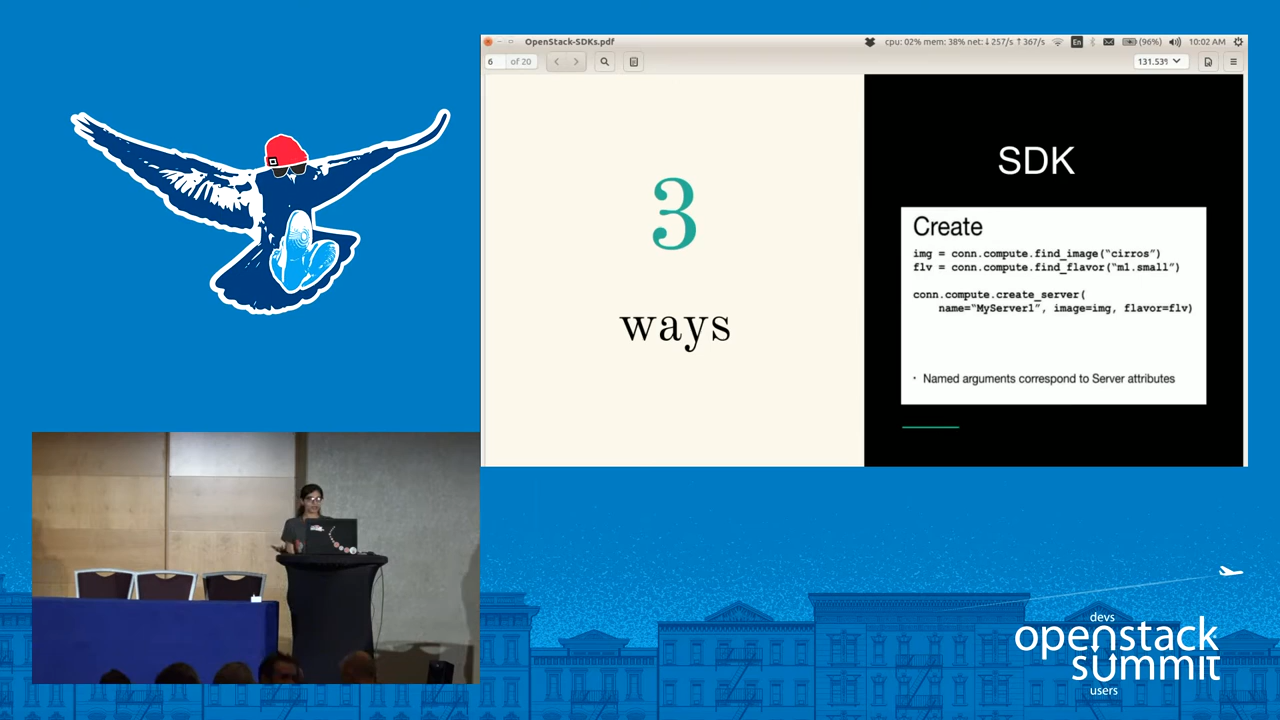 OpenStack-SDKs.pdf
cpu: 02% mem: 38% net:↓257/s ↑367/s En (96%) 10:02 AM
6 of 20
131.53%
3
ways
SDK
Create
img = conn.compute.find_image(“cirros”)
flv = conn.compute.find_flavor(“ml.small”)
conn.compute.create_server(
name=“MyServer1”, image=img, flavor=flv)
· Named arguments correspond to Server attributes
devs
openstack
summit
users